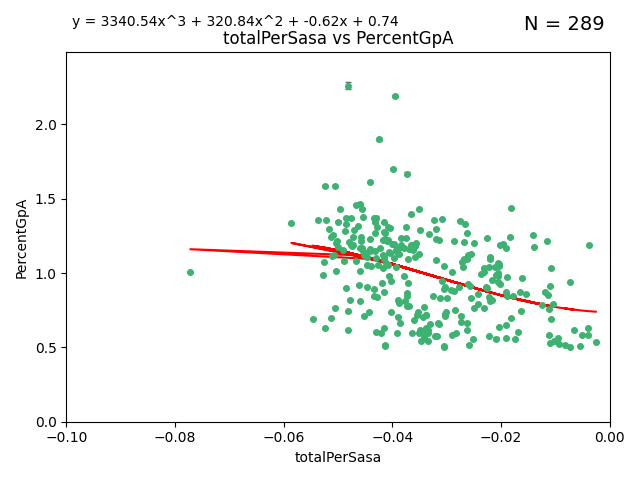 y = 3340.54x^3 + 320.84x^2 + -0.62x + 0.74
N = 289
totalPerSasa vs PercentGpA
PercentGpA
2.0
1.5
1.0
0.5
0.0
−0.10 −0.08 −0.06 −0.04 −0.02 0.00
totalPerSasa